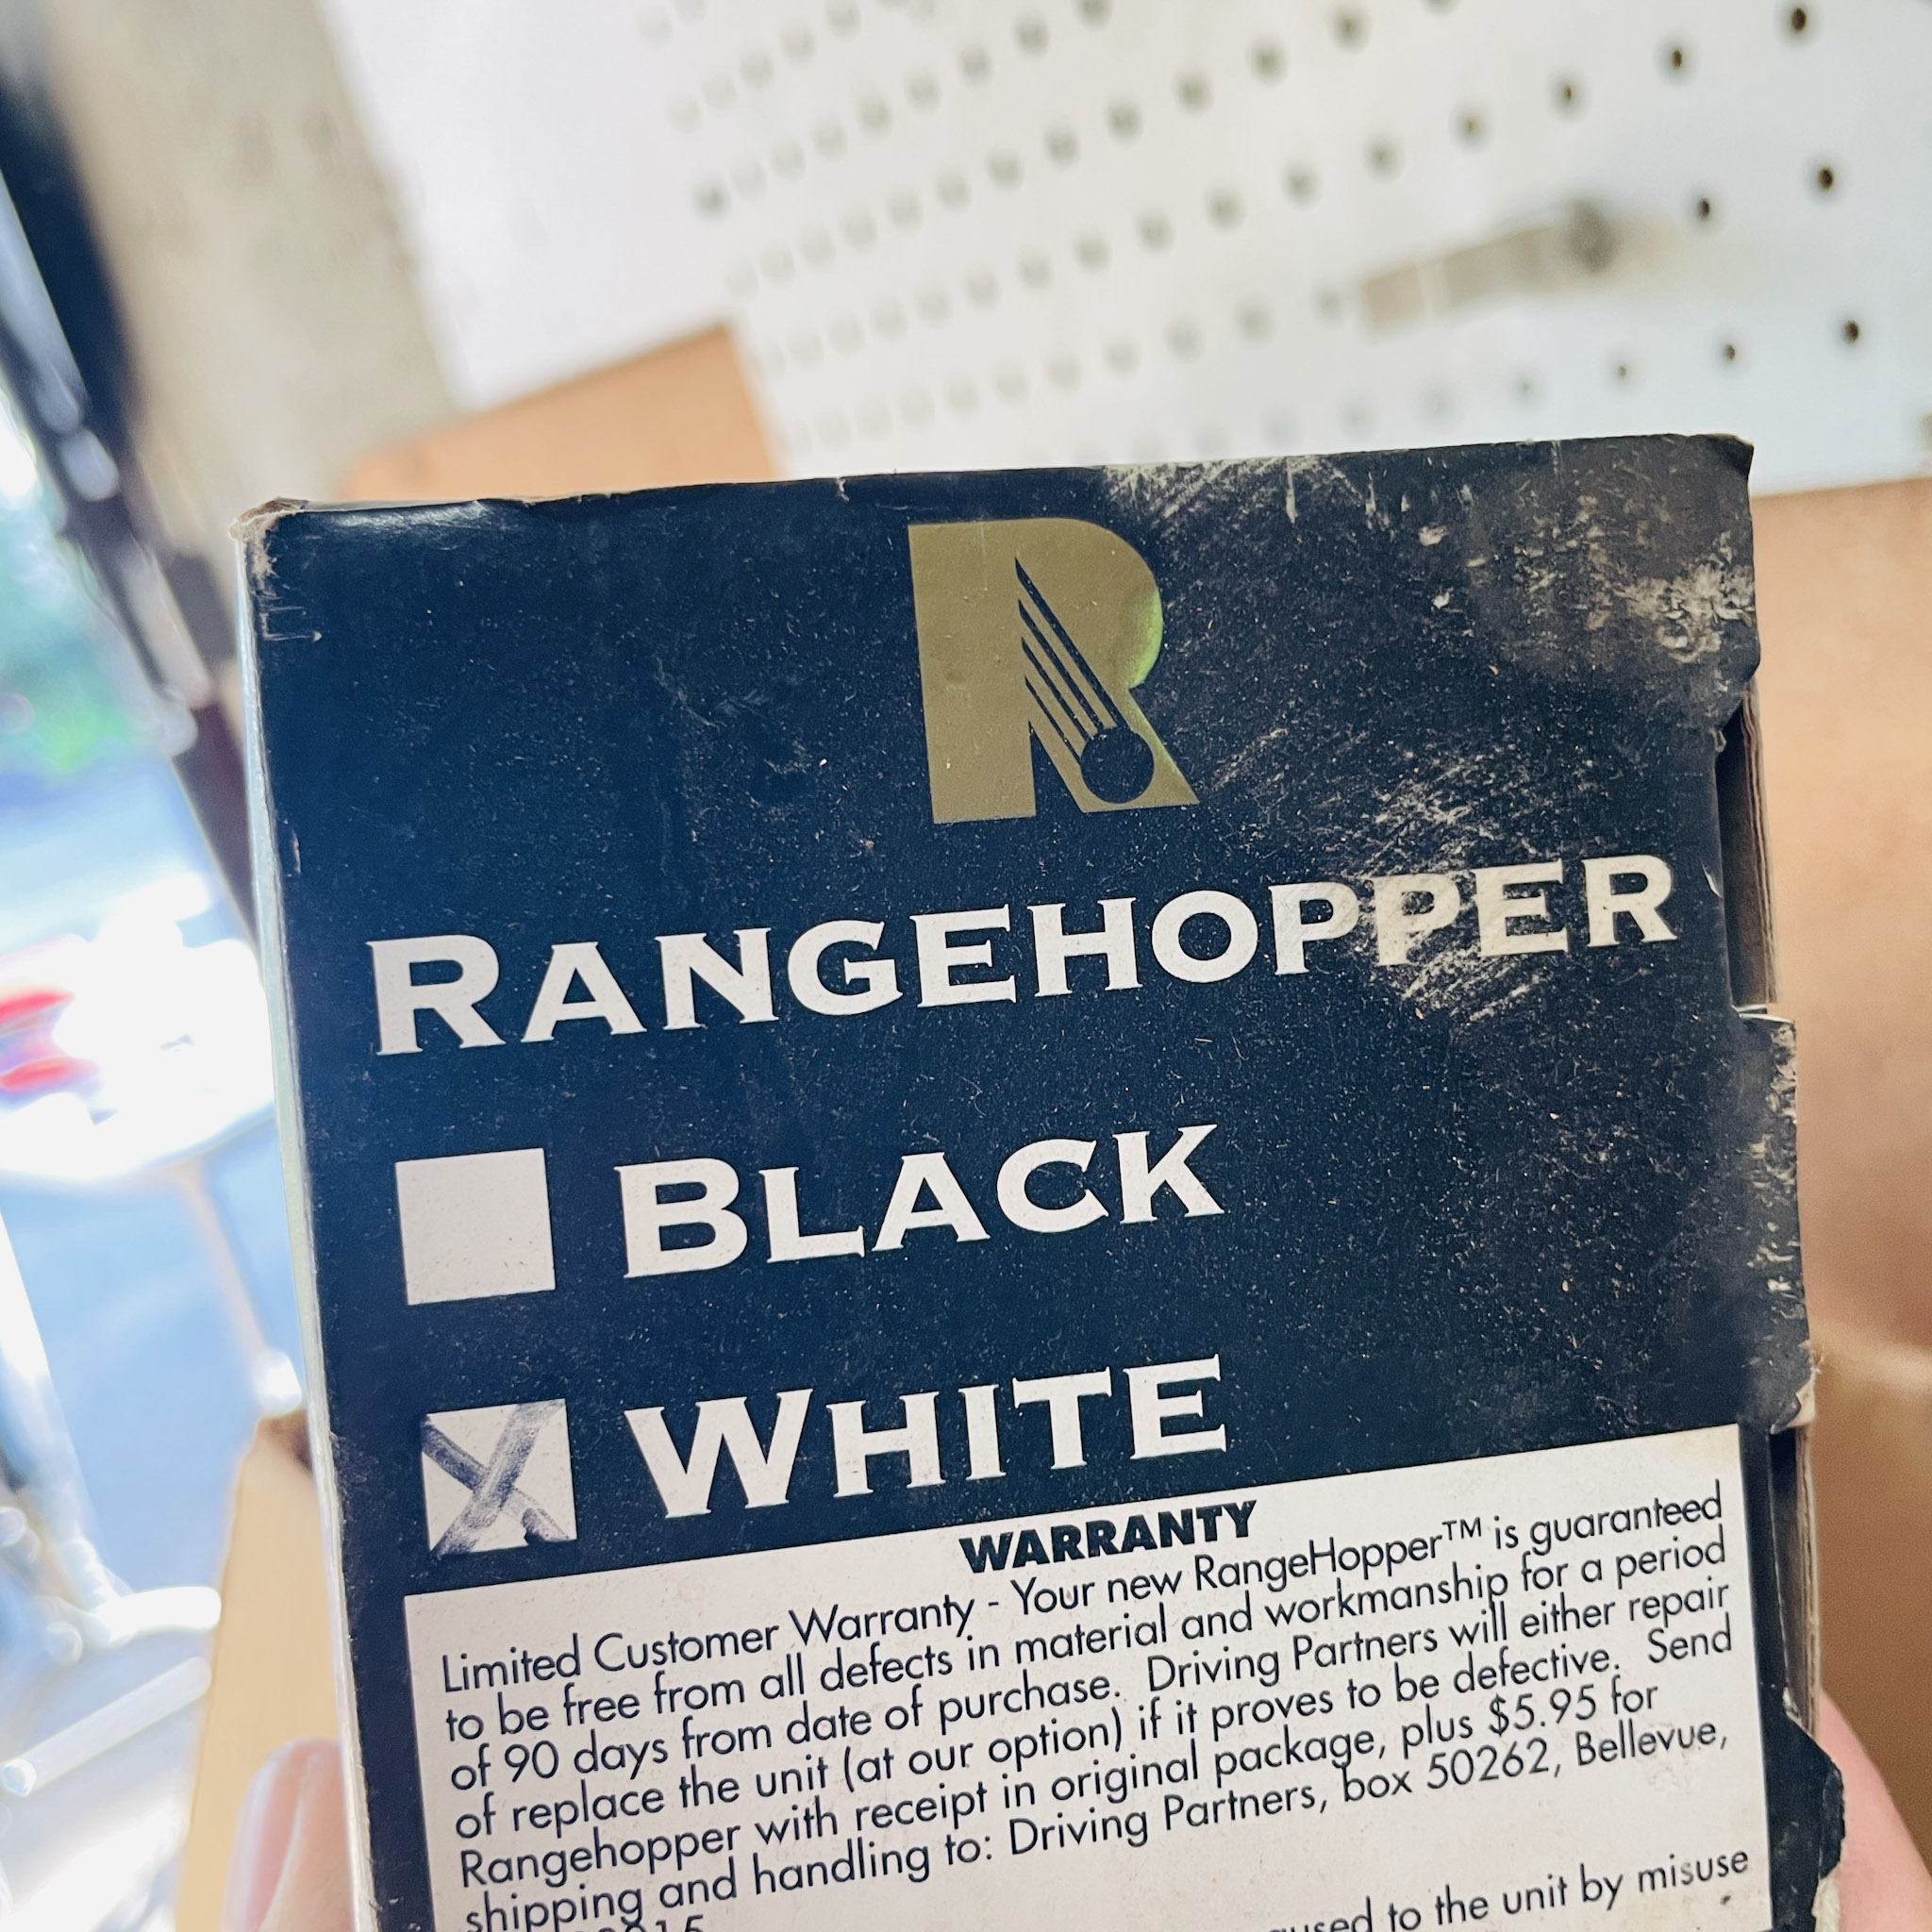 R
RANGEHOPPER
BLACK
WHITE
WARRANTY
Limited Customer Warranty - Your new RangeHopper™ is guaranteed
to be free from all defects in material and workmanship for a period
of 90 days from date of purchase. Driving Partners will either repair
of replace the unit (at our option) if it proves to be defective. Send
Rangehopper with receipt in original package, plus $5.95 for
shipping and handling to: Driving Partners, box 50262, Bellevue,
to the unit by misuse